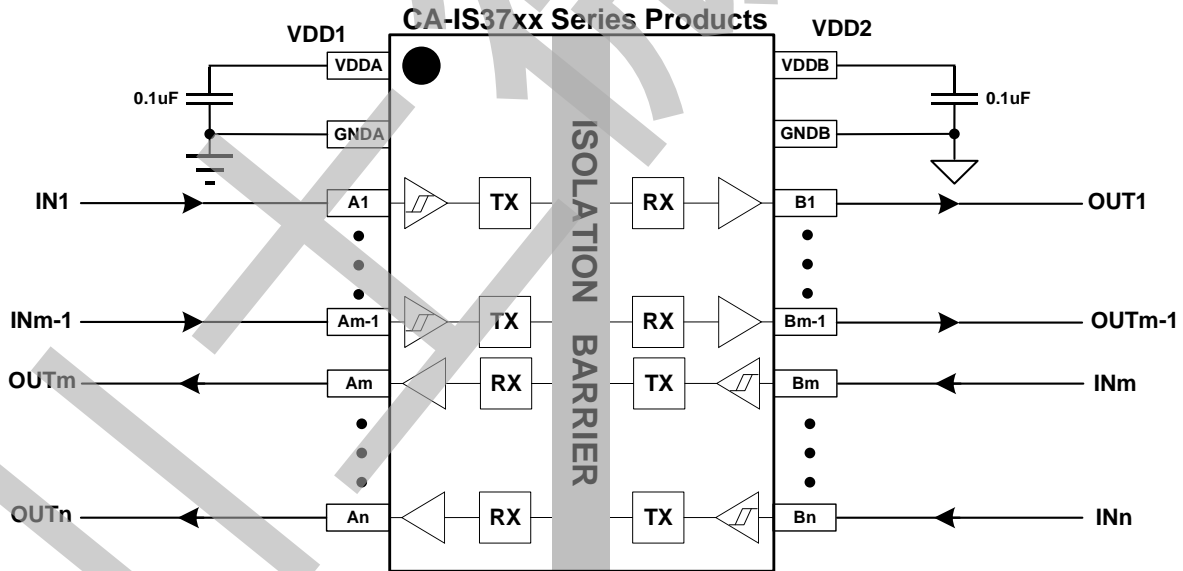 CA-IS37xx Series Products
VDD1
VDD2
VDDA
VDDB
0.1uF
0.1uF
GNDA
GNDB
IN1
A1
TX
RX
B1
OUT1
INm-1
Am-1
TX
RX
Bm-1
OUTm-1
OUTm
Am
RX
TX
Bm
INm
OUTn
An
RX
TX
Bn
INn
ISOLATION BARRIER